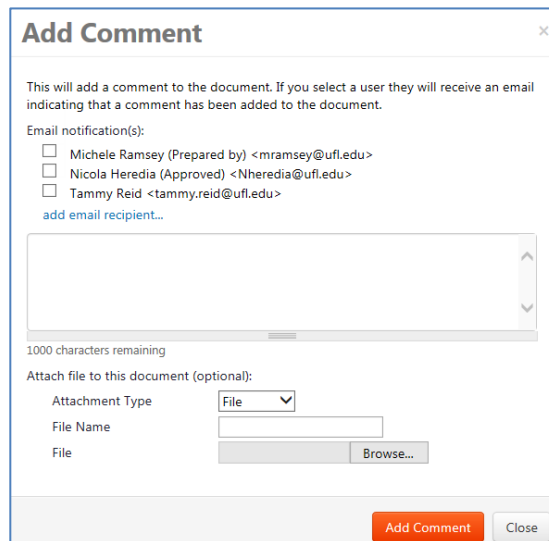 Add Comment
×
This will add a comment to the document. If you select a user they will receive an email
indicating that a comment has been added to the document.
Email notification(s):
Michele Ramsey (Prepared by) <mramsey@ufl.edu>
Nicola Heredia (Approved) <Nheredia@ufl.edu>
Tammy Reid <tammy.reid@ufl.edu>
add email recipient...
1000 characters remaining
Attach file to this document (optional):
Attachment Type File
File Name
File Browse...
Add Comment Close